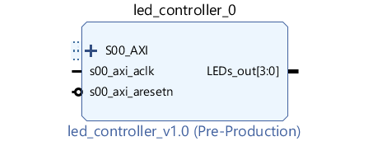 led_controller_0
S00_AXI
s00_axi_aclk LEDs_out[3:0]
s00_axi_aresetn
led_controller_v1.0 (Pre-Production)